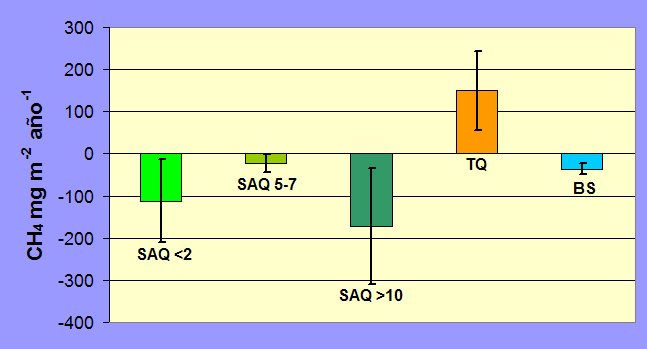 300
200
100
0
-100
-200
-300
-400
CH₄ mg m⁻² año⁻¹
SAQ <2
SAQ 5-7
SAQ >10
TQ
BS